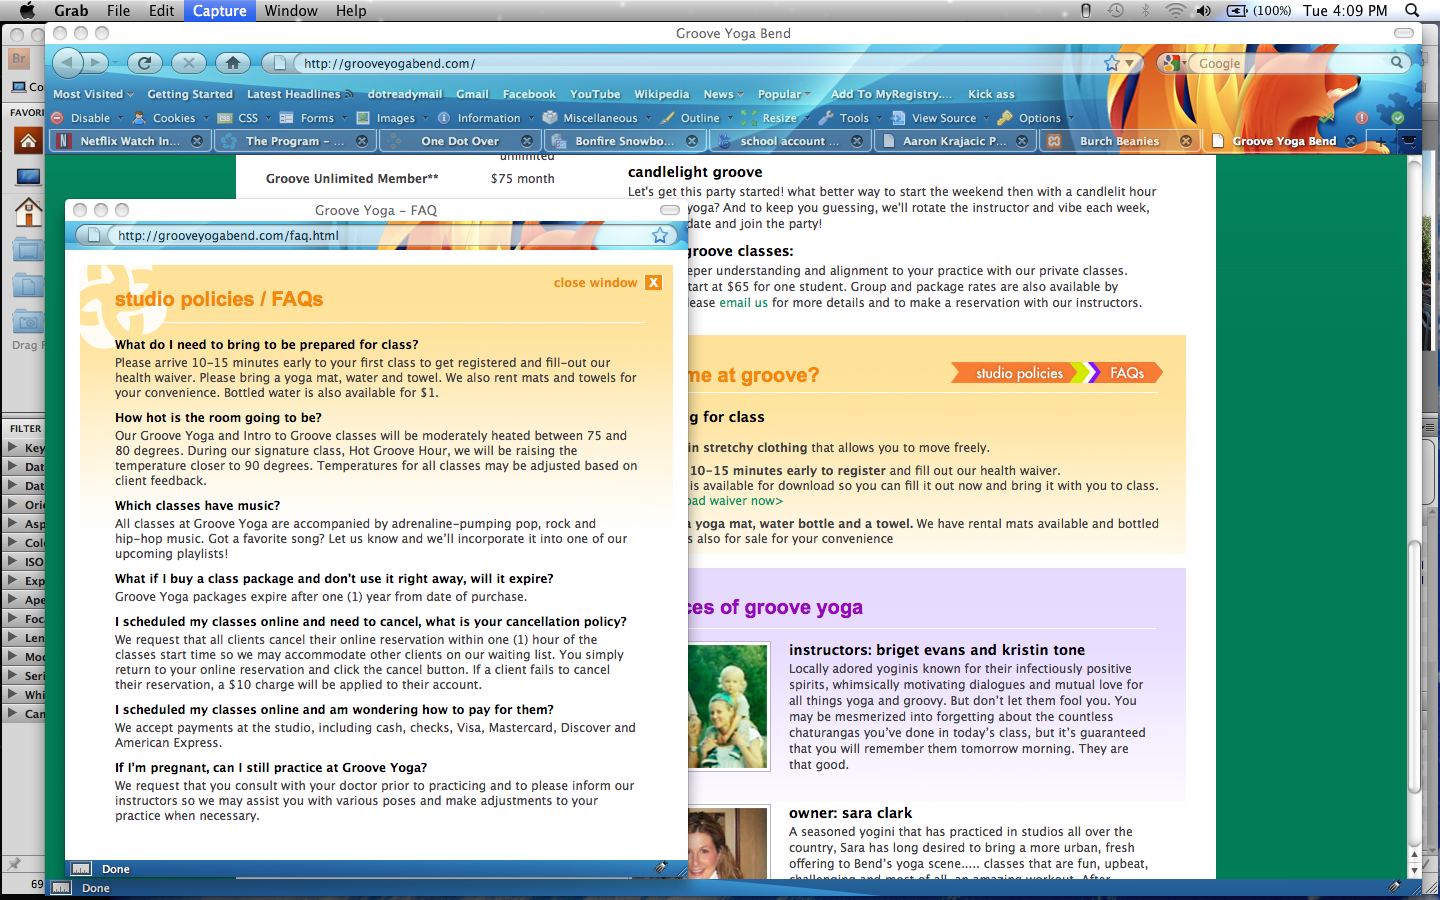 Grab File Edit Capture Window Help
(100%) Tue 4:09 PM
Groove Yoga Bend
Br
http://grooveyogabend.com/
Google
Most Visited Getting Started Latest Headlines dotreadymail Gmail Facebook YouTube Wikipedia News Popular Add To MyRegistry.... Kick ass
Disable Cookies CSS Forms Images Information Miscellaneous Outline Resize Tools View Source Options
Netflix Watch In... The Program – ... One Dot Over Bonfire Snowbo... school account ... Aaron Krajacic P... Burch Beanies Groove Yoga Bend
Co
FAVORI
Drag F
FILTER
Key
Dat
Dat
Orie
Asp
Colo
ISO
Exp
Ape
Foca
Len
Mod
Seri
Whi
Can
69
unlimited
Groove Unlimited Member** $75 month
candlelight groove
Let's get this party started! what better way to start the weekend then with a candlelit hour
yoga? And to keep you guessing, we'll rotate the instructor and vibe each week,
date and join the party!
groove classes:
eper understanding and alignment to your practice with our private classes.
tart at $65 for one student. Group and package rates are also available by
lease email us for more details and to make a reservation with our instructors.
me at groove?
studio policies FAQs
g for class
in stretchy clothing that allows you to move freely.
10-15 minutes early to register and fill out our health waiver.
is available for download so you can fill it out now and bring it with you to class.
oad waiver now>
a yoga mat, water bottle and a towel. We have rental mats available and bottled
s also for sale for your convenience
ces of groove yoga
instructors: briget evans and kristin tone
Locally adored yoginis known for their infectiously positive
spirits, whimsically motivating dialogues and mutual love for
all things yoga and groovy. But don't let them fool you. You
may be mesmerized into forgetting about the countless
chaturangas you've done in today's class, but it's guaranteed
that you will remember them tomorrow morning. They are
that good.
owner: sara clark
A seasoned yogini that has practiced in studios all over the
country, Sara has long desired to bring a more urban, fresh
offering to Bend's yoga scene..... classes that are fun, upbeat,
challenging and most of all, an amazing workout. After
Groove Yoga – FAQ
http://grooveyogabend.com/faq.html
close window X
studio policies / FAQs
What do I need to bring to be prepared for class?
Please arrive 10-15 minutes early to your first class to get registered and fill-out our
health waiver. Please bring a yoga mat, water and towel. We also rent mats and towels for
your convenience. Bottled water is also available for $1.
How hot is the room going to be?
Our Groove Yoga and Intro to Groove classes will be moderately heated between 75 and
80 degrees. During our signature class, Hot Groove Hour, we will be raising the
temperature closer to 90 degrees. Temperatures for all classes may be adjusted based on
client feedback.
Which classes have music?
All classes at Groove Yoga are accompanied by adrenaline-pumping pop, rock and
hip-hop music. Got a favorite song? Let us know and we'll incorporate it into one of our
upcoming playlists!
What if I buy a class package and don't use it right away, will it expire?
Groove Yoga packages expire after one (1) year from date of purchase.
I scheduled my classes online and need to cancel, what is your cancellation policy?
We request that all clients cancel their online reservation within one (1) hour of the
classes start time so we may accommodate other clients on our waiting list. You simply
return to your online reservation and click the cancel button. If a client fails to cancel
their reservation, a $10 charge will be applied to their account.
I scheduled my classes online and am wondering how to pay for them?
We accept payments at the studio, including cash, checks, Visa, Mastercard, Discover and
American Express.
If I'm pregnant, can I still practice at Groove Yoga?
We request that you consult with your doctor prior to practicing and to please inform our
instructors so we may assist you with various poses and make adjustments to your
practice when necessary.
Done
Done